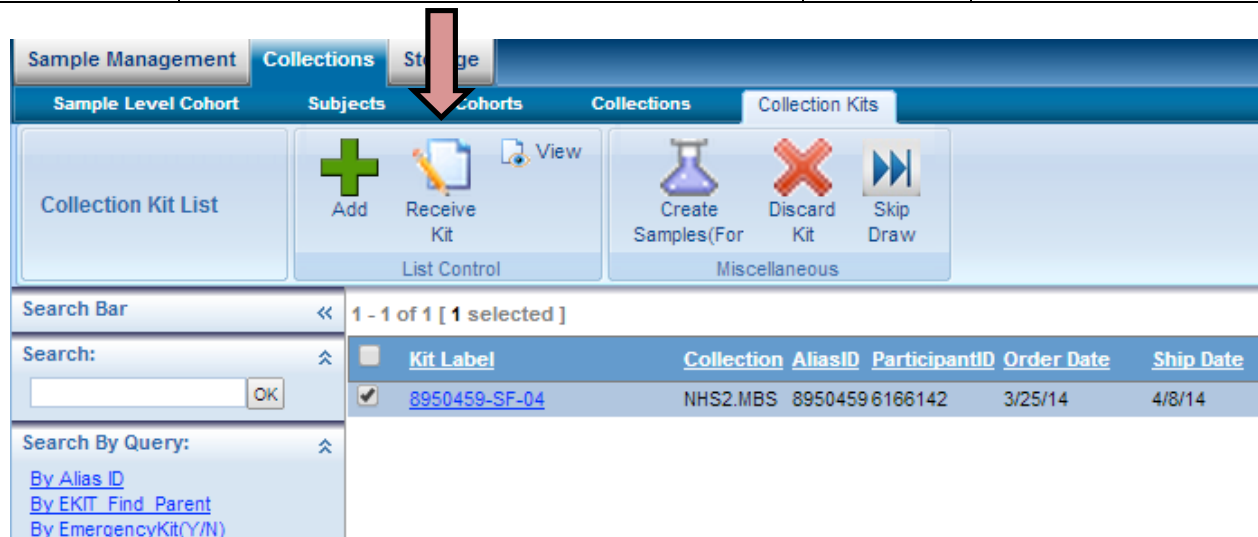 Sample Management Collections
Sample Level Cohort Subjects Cohorts Collections Collection Kits
Collection Kit List
Add Receive Kit View
List Control
Create Samples(For Discard Kit Skip Draw
Miscellaneous
Search Bar « 1 - 1 of 1 [ 1 selected ]
Search:
OK
Kit Label Collection AliasID ParticipantID Order Date Ship Date
8950459-SF-04 NHS2.MBS 8950459 6166142 3/25/14 4/8/14
Search By Query:
By Alias ID
By EKIT_Find_Parent
By EmergencyKit(Y/N)